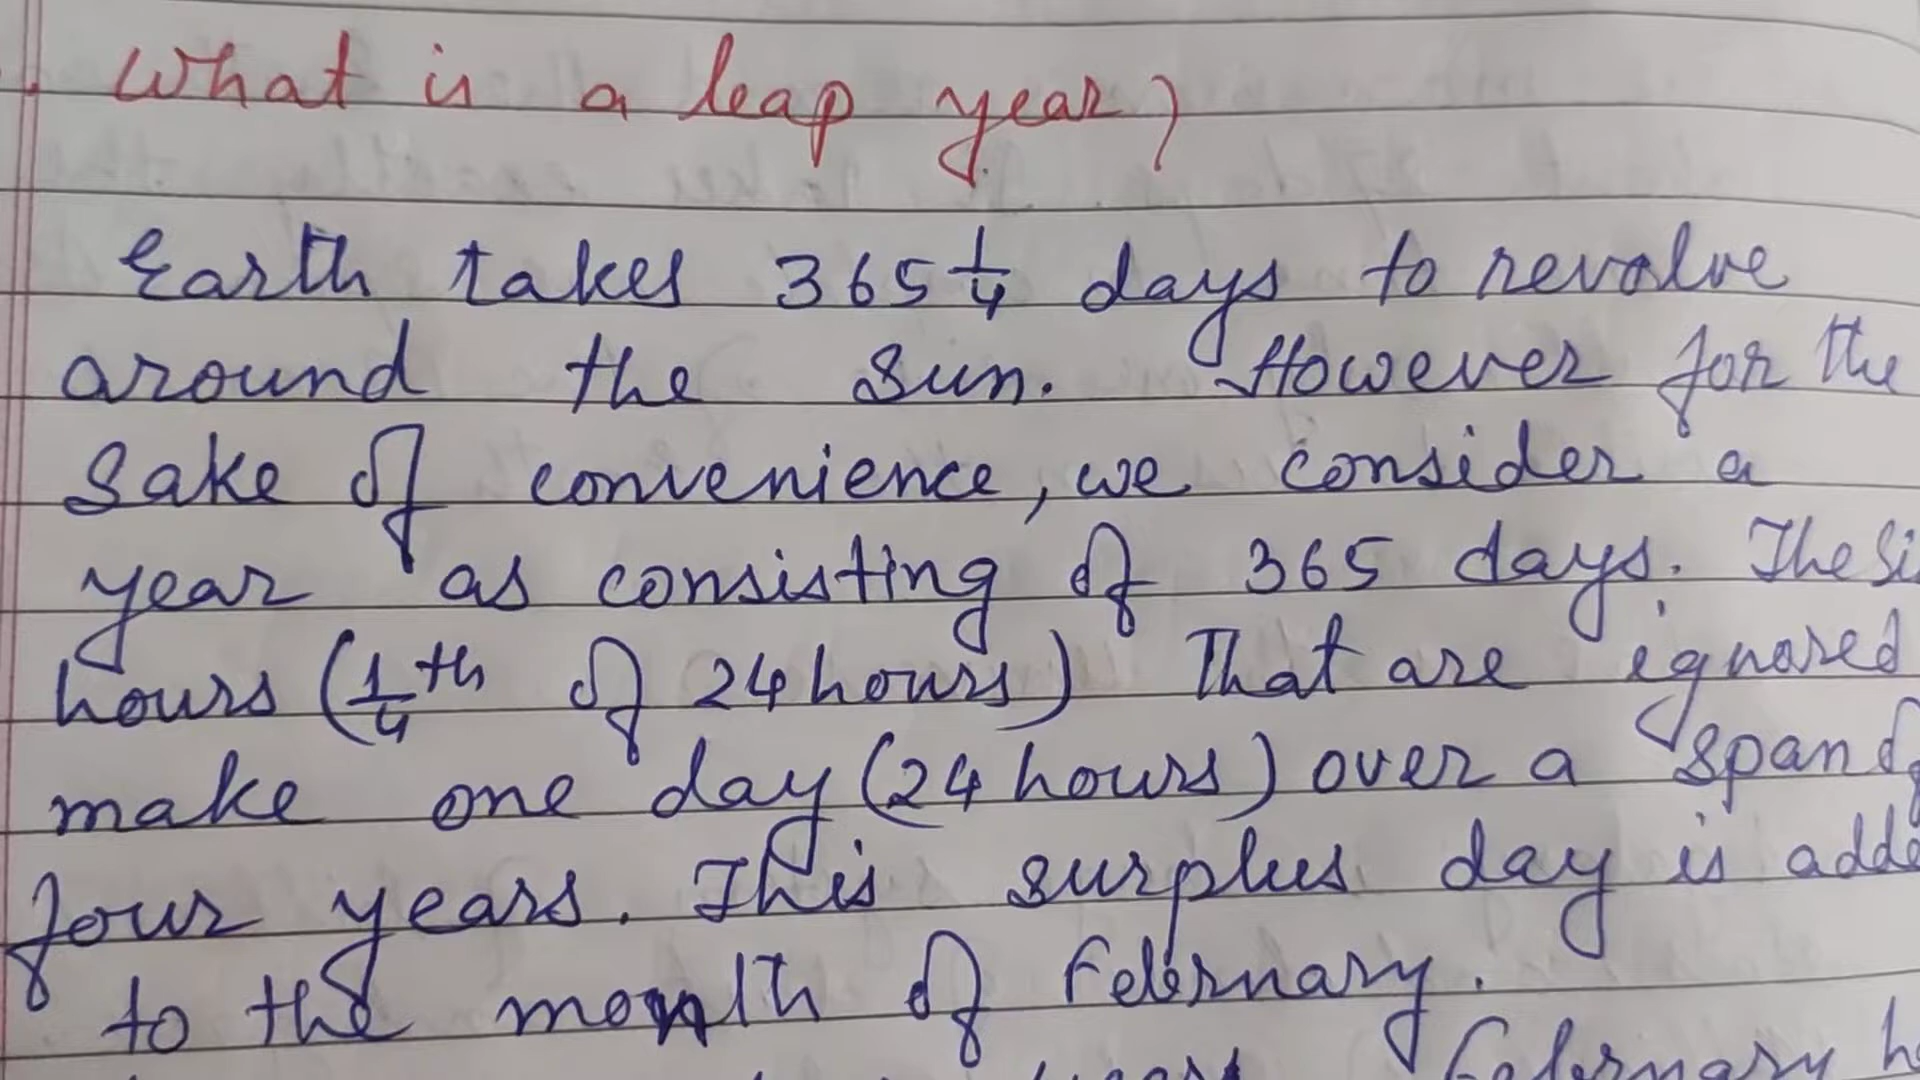 What is a leap year?
Earth takes 365 1/4 days to revolve
around the Sun. However for the
Sake of convenience, we consider a
year as consisting of 365 days. The
hours (1/4th of 24 hours) That are ignored
make one day (24 hours) over a span
four years. This surplus day is
to the month of February.
February